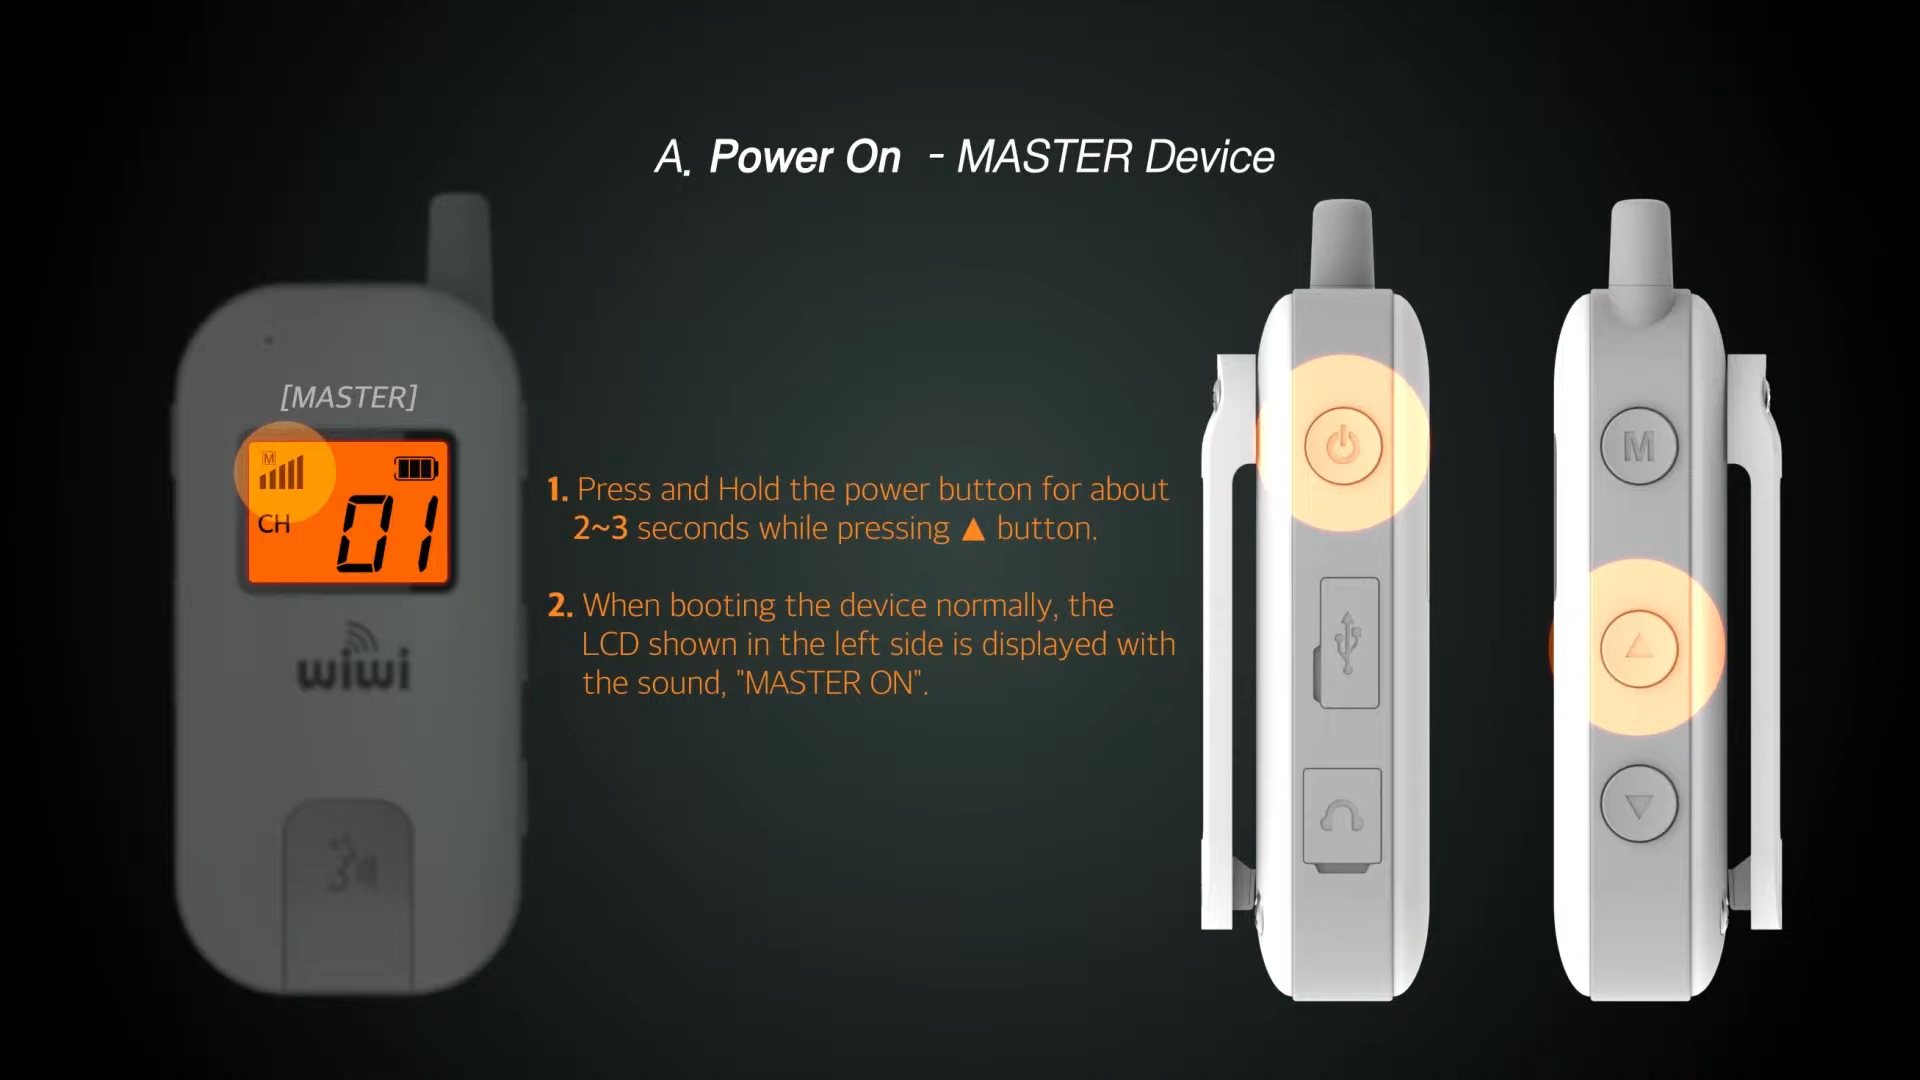 A. Power On - MASTER Device
[MASTER]
M
CH
01
wiwi
1. Press and Hold the power button for about
2~3 seconds while pressing ▲ button.
2. When booting the device normally, the
LCD shown in the left side is displayed with
the sound, "MASTER ON".
M